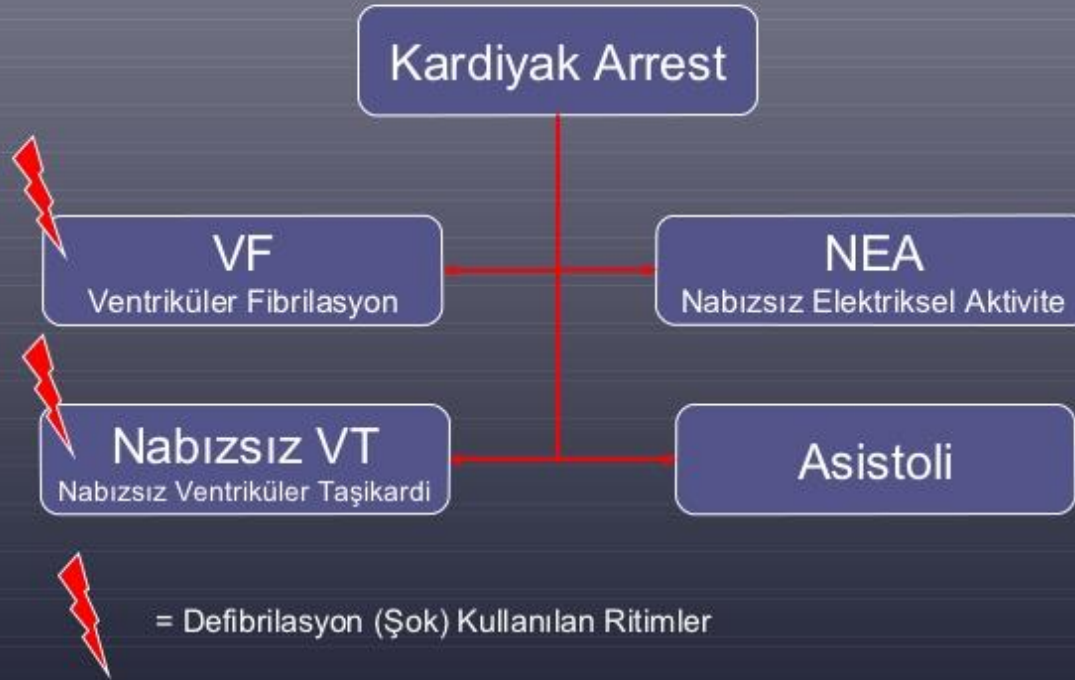 Kardiyak Arrest
VF
Ventriküler Fibrilasyon
NEA
Nabızsız Elektriksel Aktivite
Nabızsız VT
Nabızsız Ventriküler Taşikardi
Asistoli
= Defibrilasyon (Şok) Kullanılan Ritimler